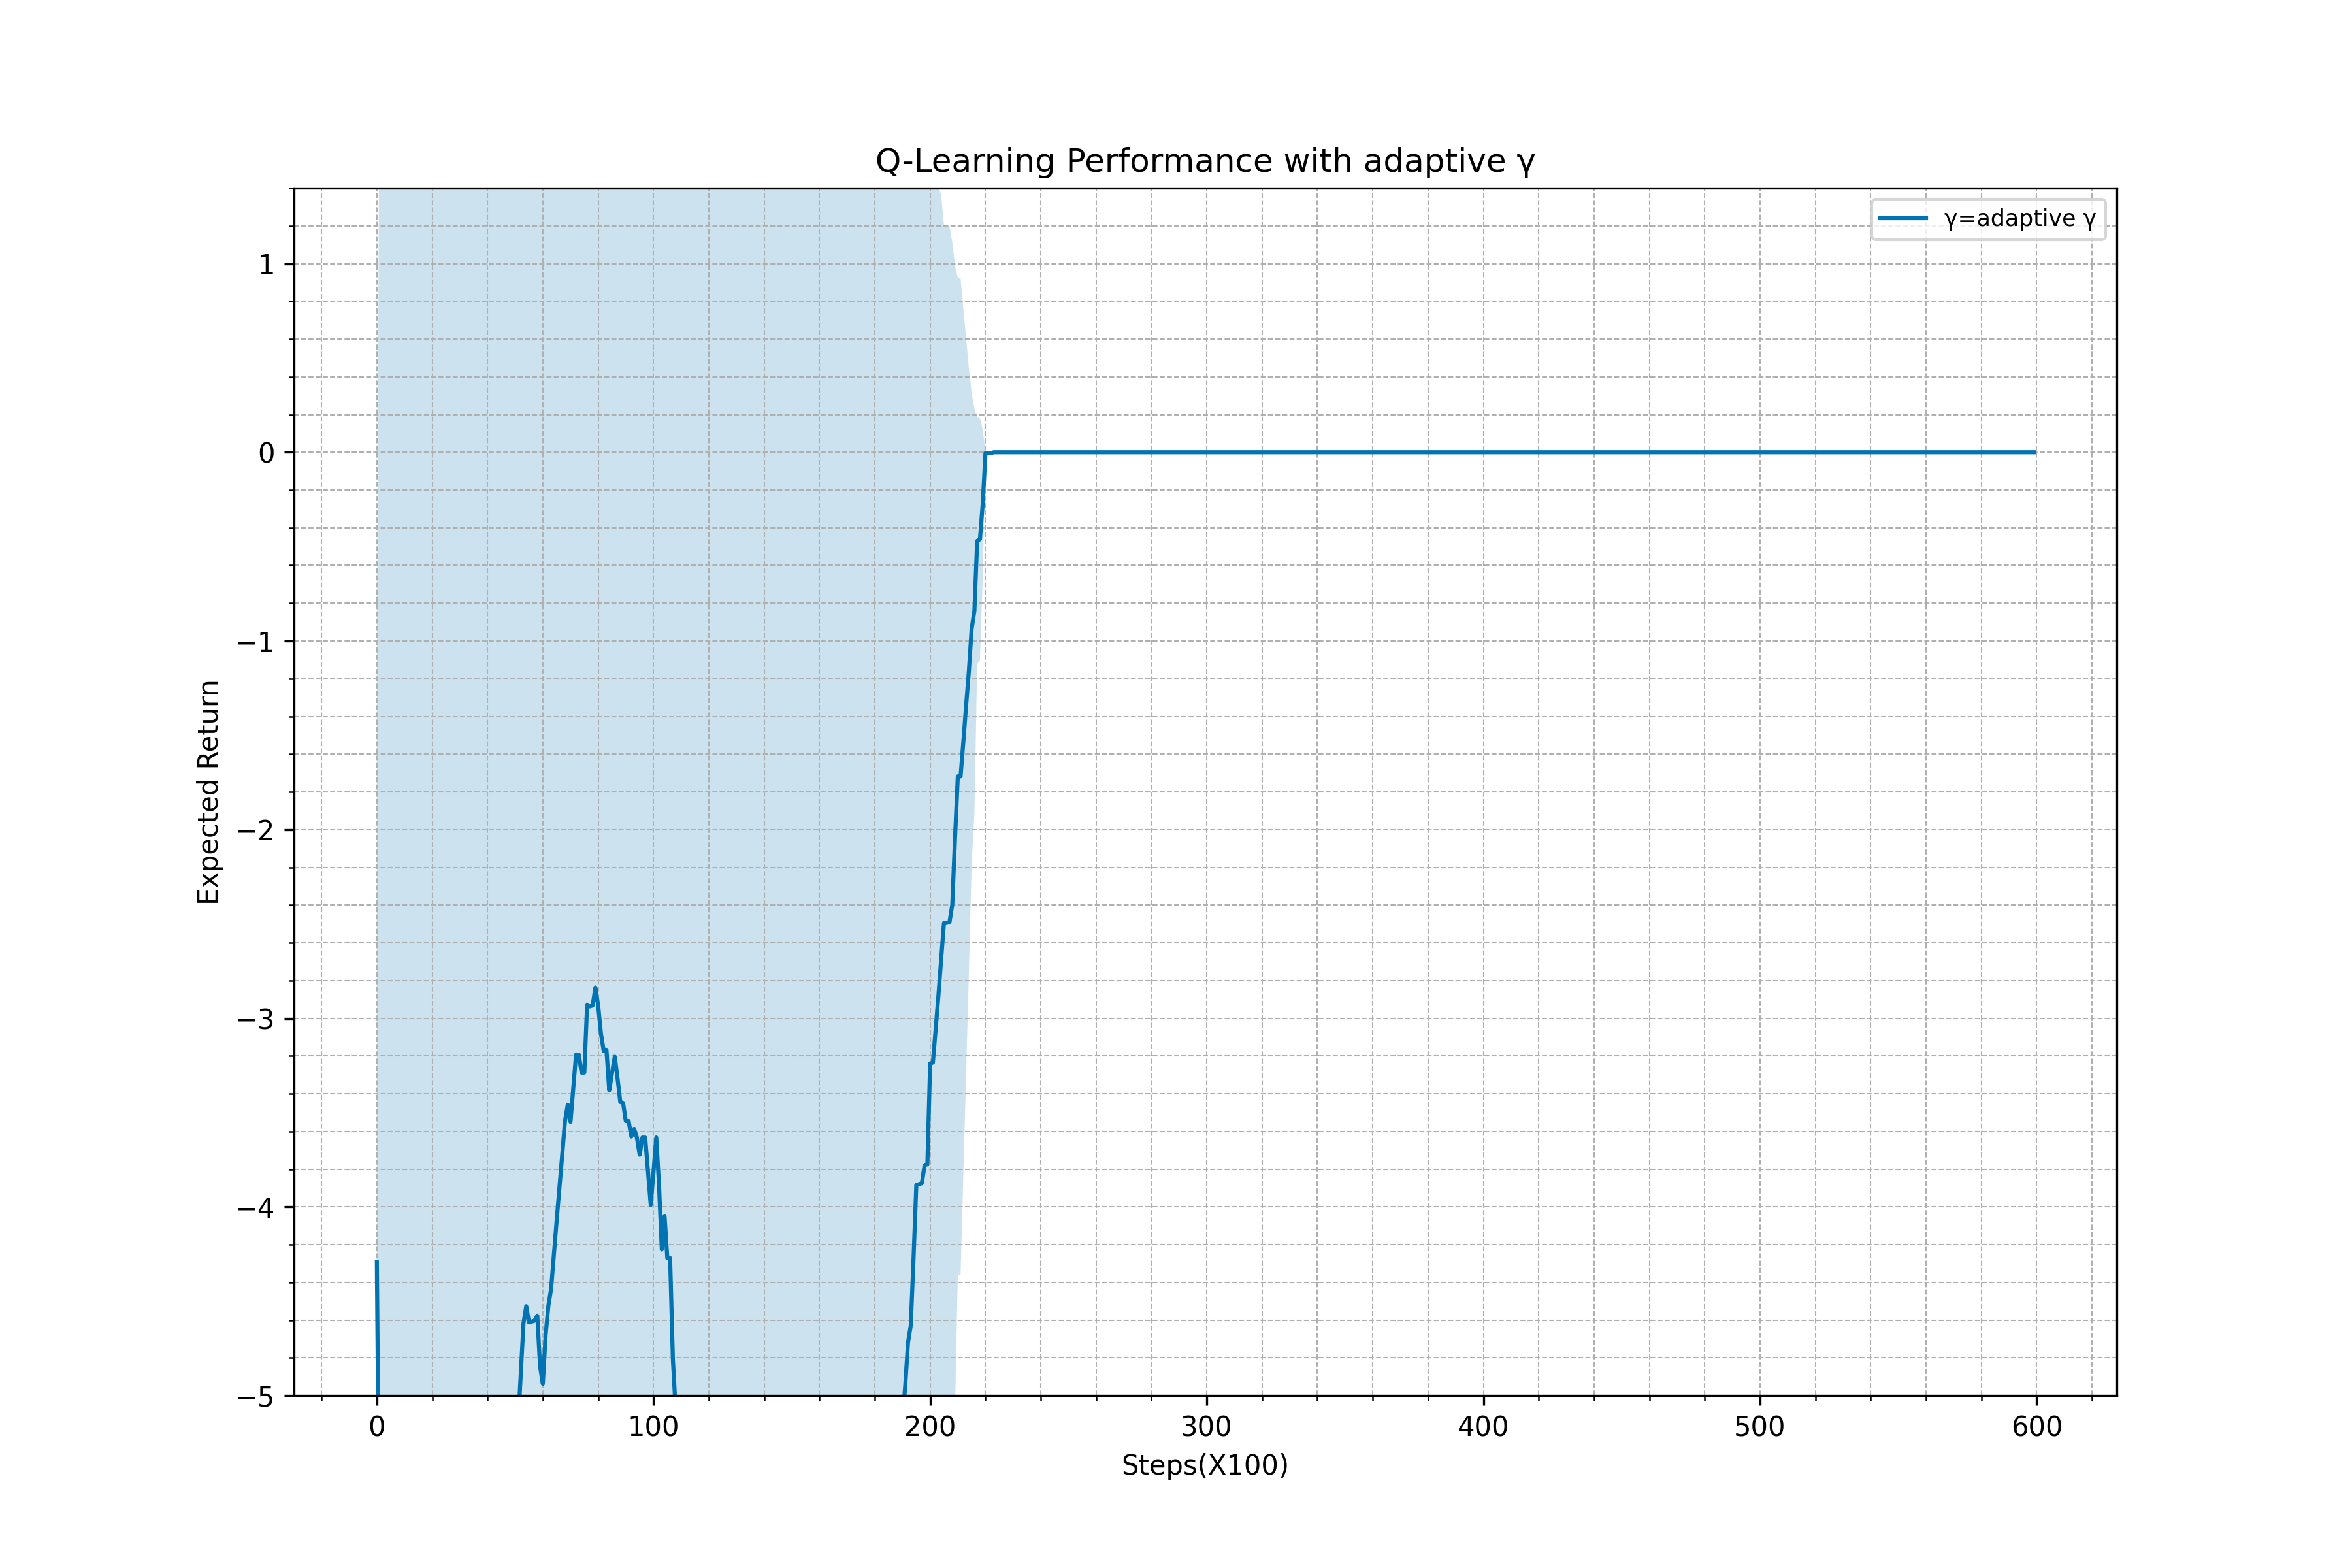 Q-Learning Performance with adaptive γ
γ=adaptive γ
1
0
−1
−2
−3
−4
−5
Expected Return
0 100 200 300 400 500 600
Steps(X100)